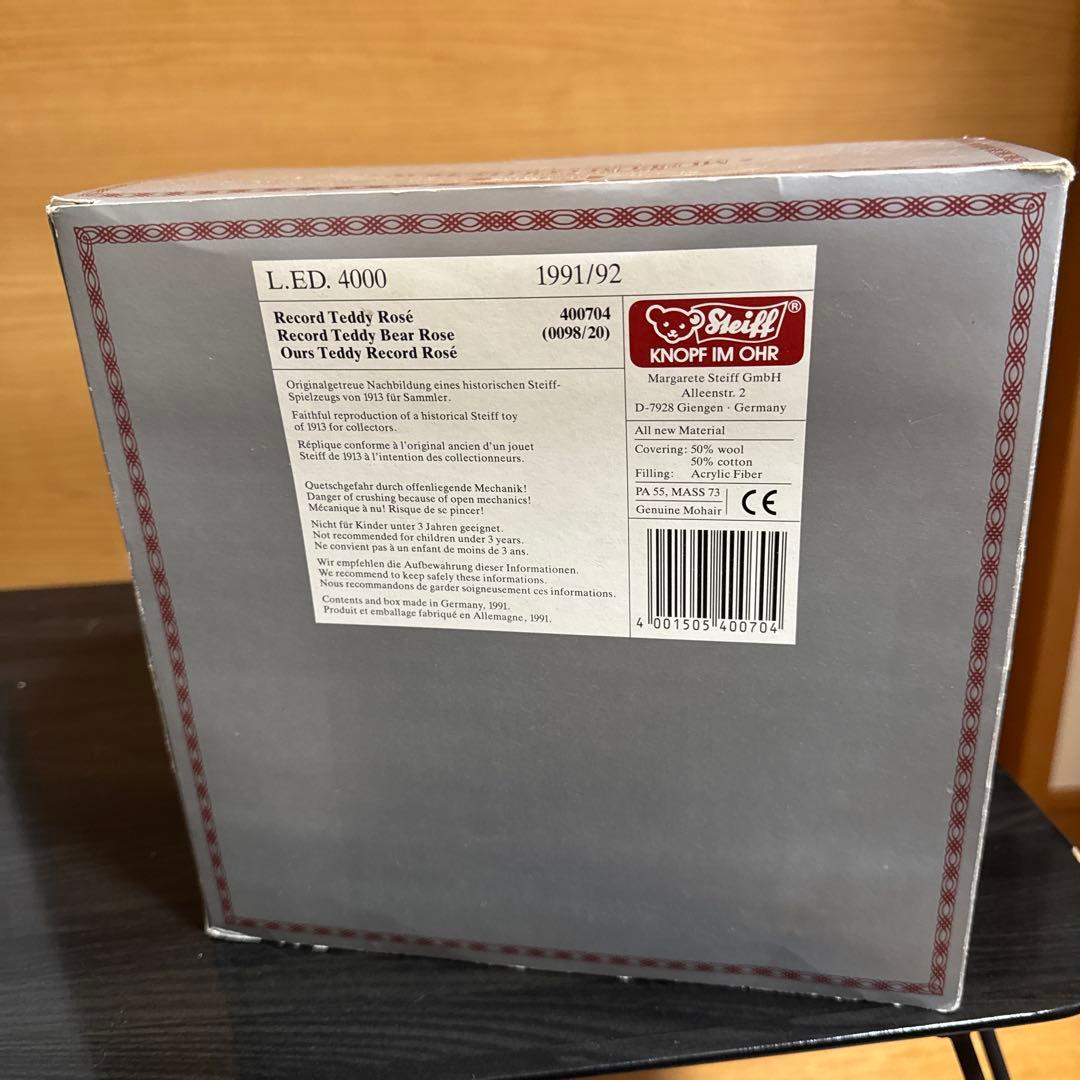 L.ED. 4000 1991/92
Record Teddy Rosé 400704
Record Teddy Bear Rose (0098/20)
Ours Teddy Record Rosé
Originalgetreue Nachbildung eines historischen Steiff-
Spielzeugs von 1913 für Sammler.
Faithful reproduction of a historical Steiff toy
of 1913 for collectors.
Réplique conforme à l'original ancien d'un jouet
Steiff de 1913 à l'intention des collectionneurs.
Quetschgefahr durch offenliegende Mechanik!
Danger of crushing because of open mechanics!
Mécanique à nu! Risque de se pincer!
Nicht für Kinder unter 3 Jahren geeignet.
Not recommended for children under 3 years.
Ne convient pas à un enfant de moins de 3 ans.
Wir empfehlen die Aufbewahrung dieser Informationen.
We recommend to keep safely these informations.
Nous recommandons de garder soigneusement ces informations.
Contents and box made in Germany, 1991.
Produit et emballage fabriqué en Allemagne, 1991.
Steiff®
KNOPF IM OHR
Margarete Steiff GmbH
Alleenstr. 2
D-7928 Giengen · Germany
All new Material
Covering: 50% wool
50% cotton
Filling: Acrylic Fiber
PA 55, MASS 73
Genuine Mohair
CE
4 001505 400704